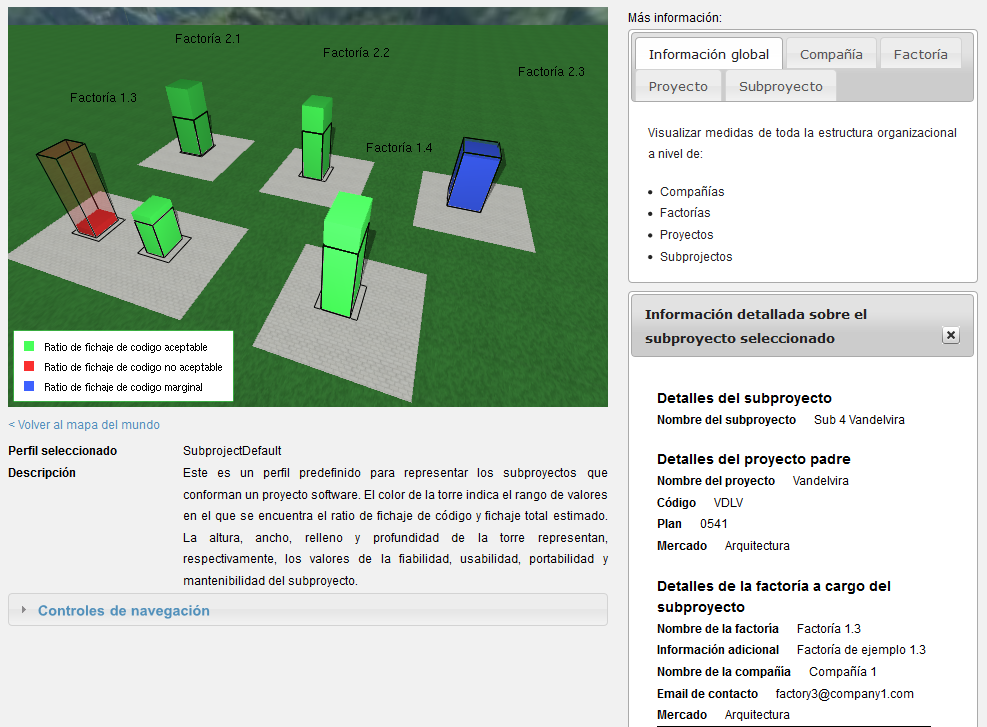 Factoría 2.1
Factoría 2.2
Factoría 2.3
Factoría 1.3
Factoría 1.4
Ratio de fichaje de codigo aceptable
Ratio de fichaje de codigo no aceptable
Ratio de fichaje de codigo marginal
< Volver al mapa del mundo
Perfil seleccionado SubprojectDefault
Descripción Este es un perfil predefinido para representar los subproyectos que
conforman un proyecto software. El color de la torre indica el rango de valores
en el que se encuentra el ratio de fichaje de código y fichaje total estimado.
La altura, ancho, relleno y profundidad de la torre representan,
respectivamente, los valores de la fiabilidad, usabilidad, portabilidad y
mantenibilidad del subproyecto.
Controles de navegación
Más información:
Información global Compañía Factoría
Proyecto Subproyecto
Visualizar medidas de toda la estructura organizacional
a nivel de:
Compañías
Factorías
Proyectos
Subprojectos
Información detallada sobre el
subproyecto seleccionado
Detalles del subproyecto
Nombre del subproyecto Sub 4 Vandelvira
Detalles del proyecto padre
Nombre del proyecto Vandelvira
Código VDLV
Plan 0541
Mercado Arquitectura
Detalles de la factoría a cargo del
subproyecto
Nombre de la factoría Factoría 1.3
Información adicional Factoría de ejemplo 1.3
Nombre de la compañía Compañía 1
Email de contacto factory3@company1.com
Mercado Arquitectura